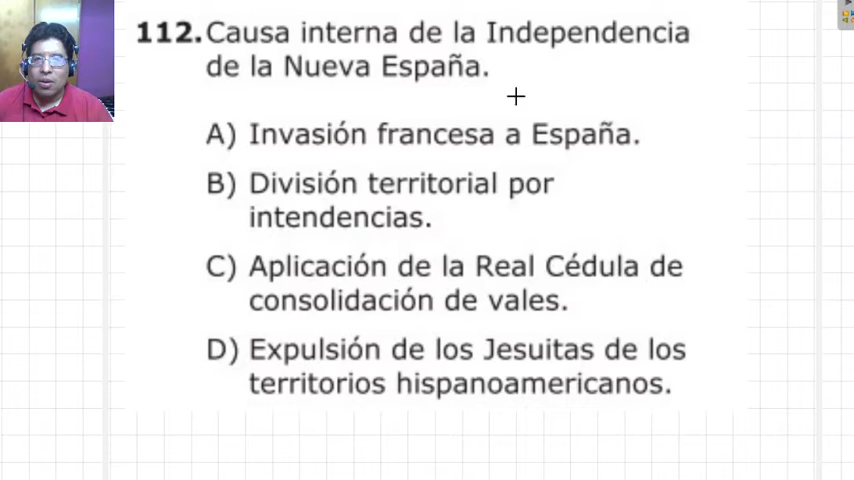 112. Causa interna de la Independencia
de la Nueva España.
A) Invasión francesa a España.
B) División territorial por
intendencias.
C) Aplicación de la Real Cédula de
consolidación de vales.
D) Expulsión de los Jesuitas de los
territorios hispanoamericanos.